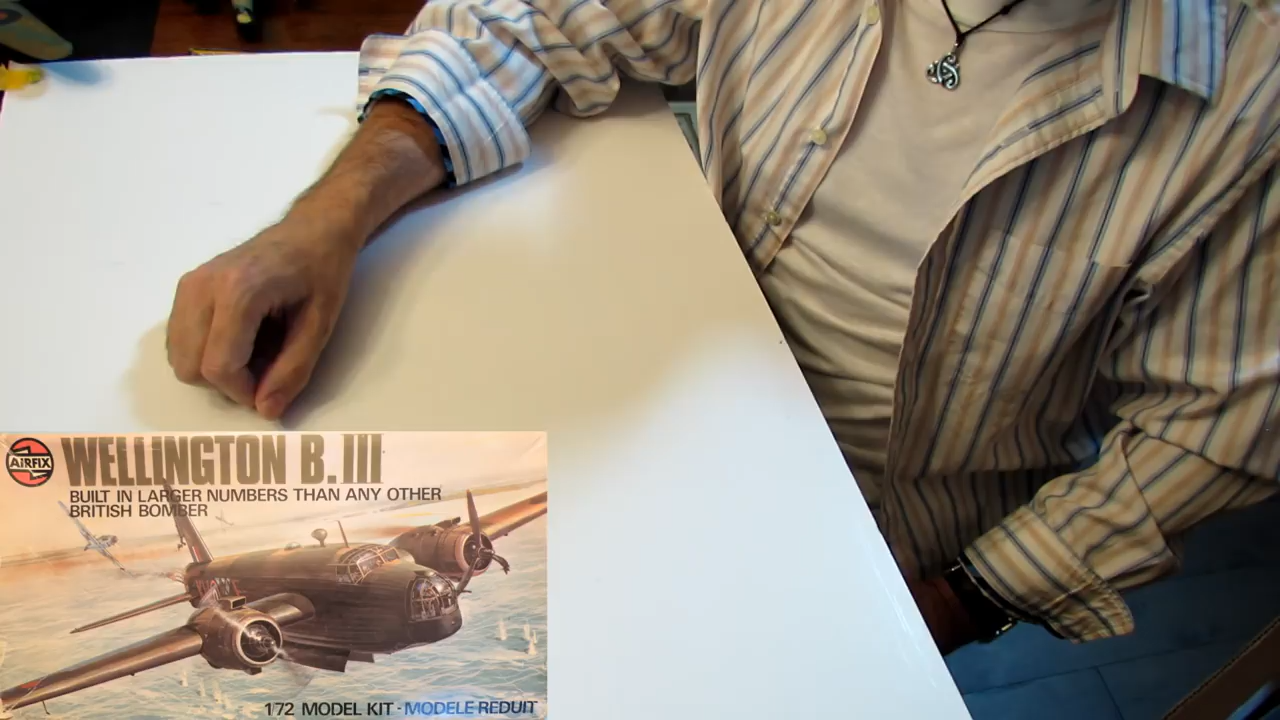 AIRFIX
WELLINGTON B.III
BUILT IN LARGER NUMBERS THAN ANY OTHER
BRITISH BOMBER
1/72 MODEL KIT - MODELE REDUIT